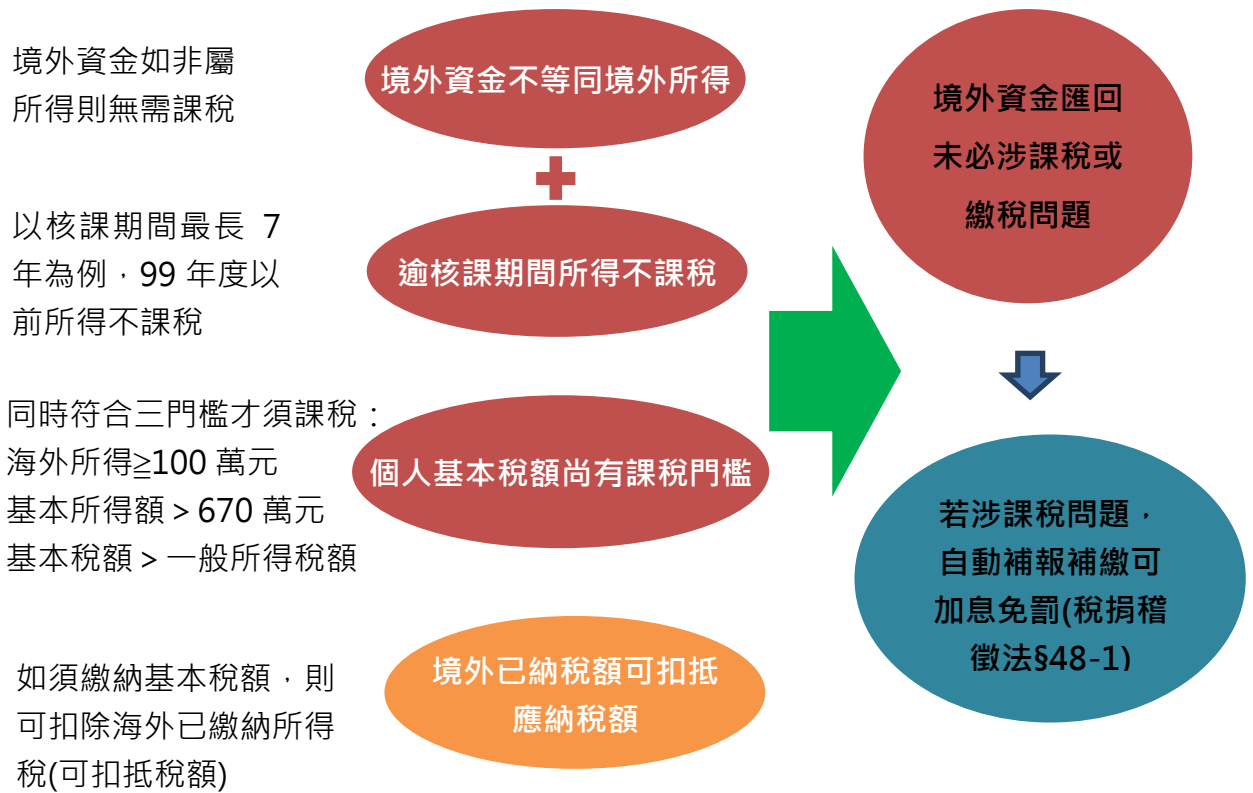 境外資金如非屬
所得則無需課稅
境外資金不等同境外所得
以核課期間最長 7
年為例，99 年度以
前所得不課稅
逾核課期間所得不課稅
同時符合三門檻才須課稅：
海外所得≧100 萬元
基本所得額 > 670 萬元
基本稅額 > 一般所得稅額
個人基本稅額尚有課稅門檻
如須繳納基本稅額，則
可扣除海外已繳納所得
稅(可扣抵稅額)
境外已納稅額可扣抵
應納稅額
境外資金匯回
未必涉課稅或
繳稅問題
若涉課稅問題，
自動補報補繳可
加息免罰(稅捐稽
徵法§48-1)